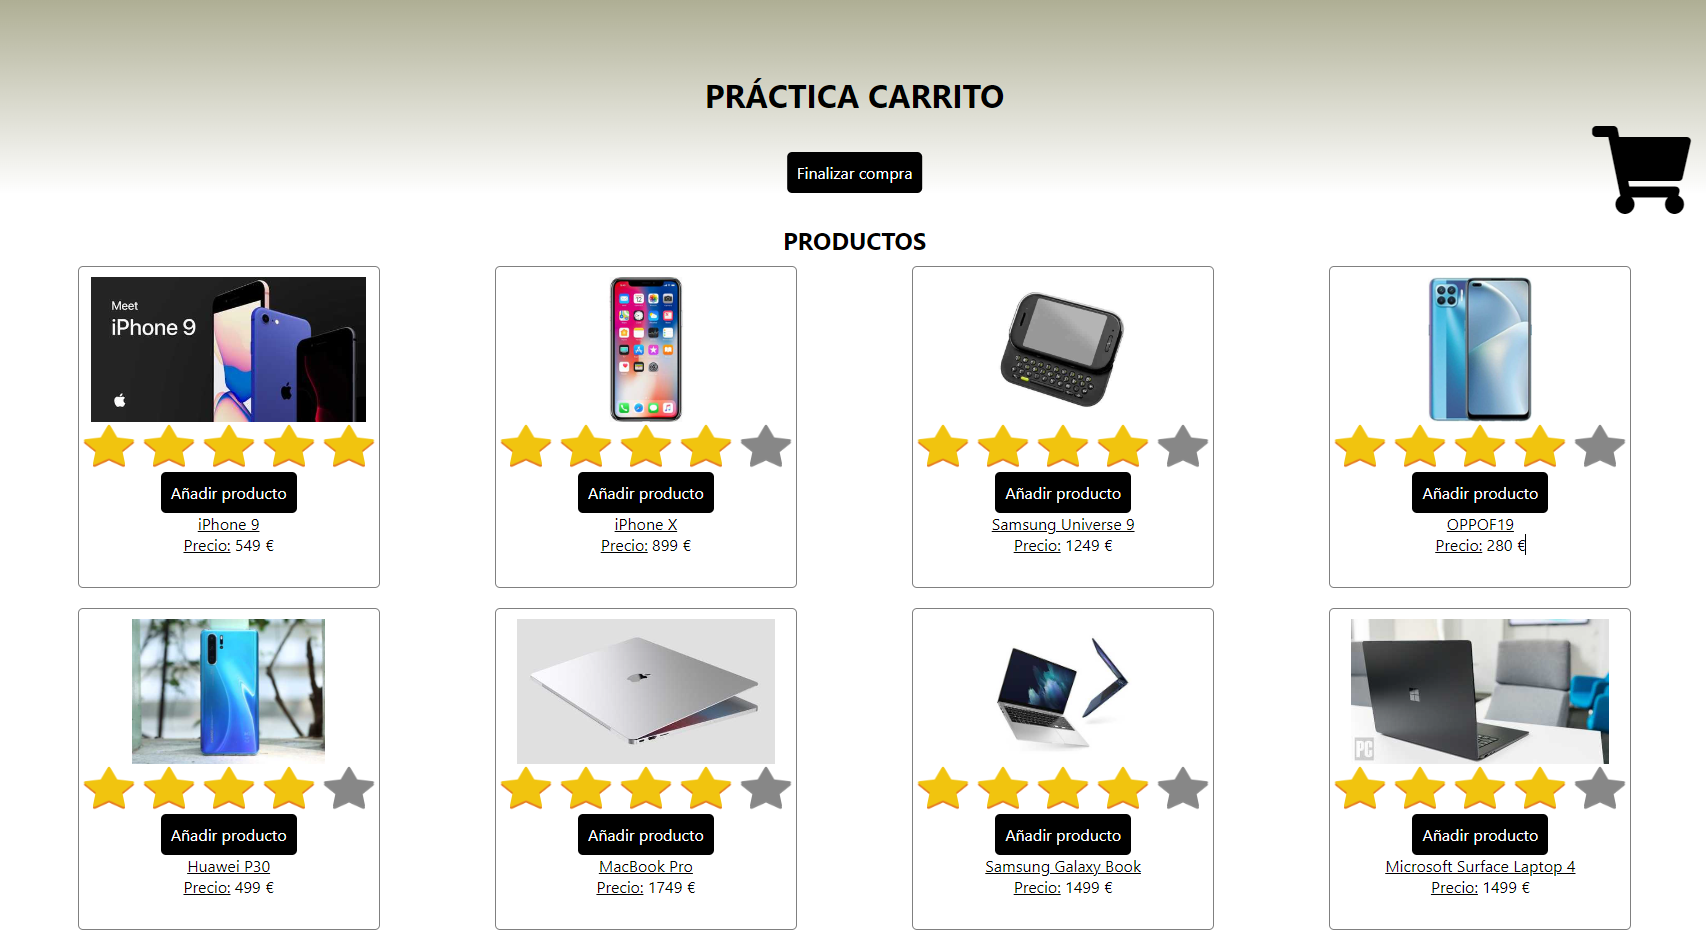 PRÁCTICA CARRITO
Finalizar compra
PRODUCTOS
Meet
iPhone 9
Añadir producto
iPhone 9
Precio: 549 €
Añadir producto
iPhone X
Precio: 899 €
Añadir producto
Samsung Universe 9
Precio: 1249 €
Añadir producto
OPPOF19
Precio: 280 €
Añadir producto
Huawei P30
Precio: 499 €
Añadir producto
MacBook Pro
Precio: 1749 €
Añadir producto
Samsung Galaxy Book
Precio: 1499 €
PC
Añadir producto
Microsoft Surface Laptop 4
Precio: 1499 €